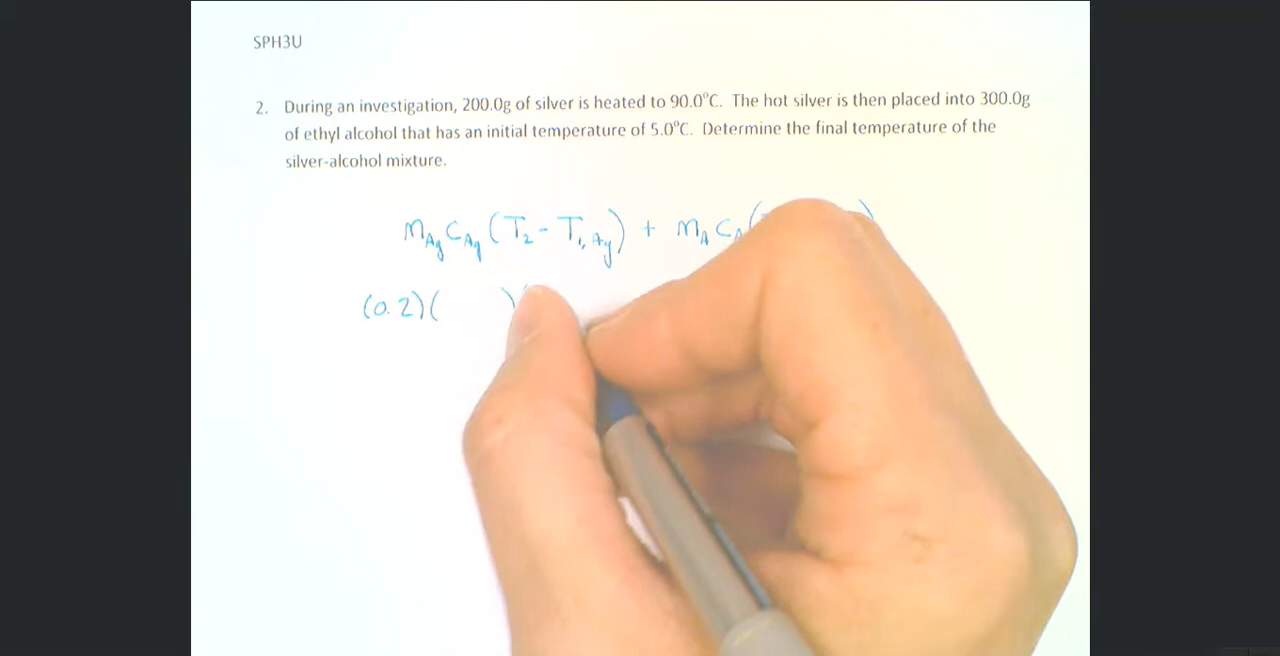 SPH3U
2. During an investigation, 200.0g of silver is heated to 90.0°C. The hot silver is then placed into 300.0g
of ethyl alcohol that has an initial temperature of 5.0°C. Determine the final temperature of the
silver-alcohol mixture.
m_Ag c_Ag (T_2 - T_1,Ag) + m_A c_A (
(0.2)( )